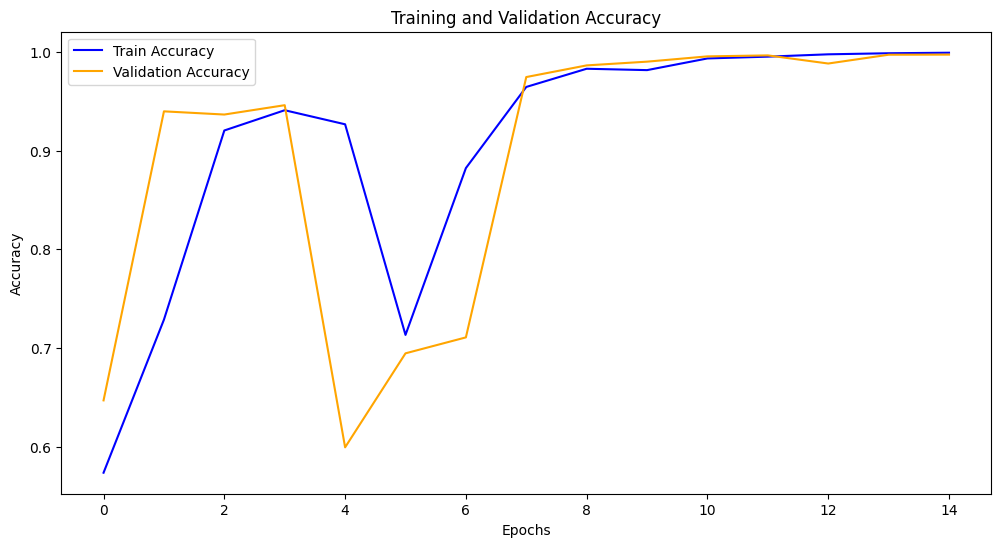 Training and Validation Accuracy
Train Accuracy
Validation Accuracy
Accuracy
1.0
0.9
0.8
0.7
0.6
0 2 4 6 8 10 12 14
Epochs